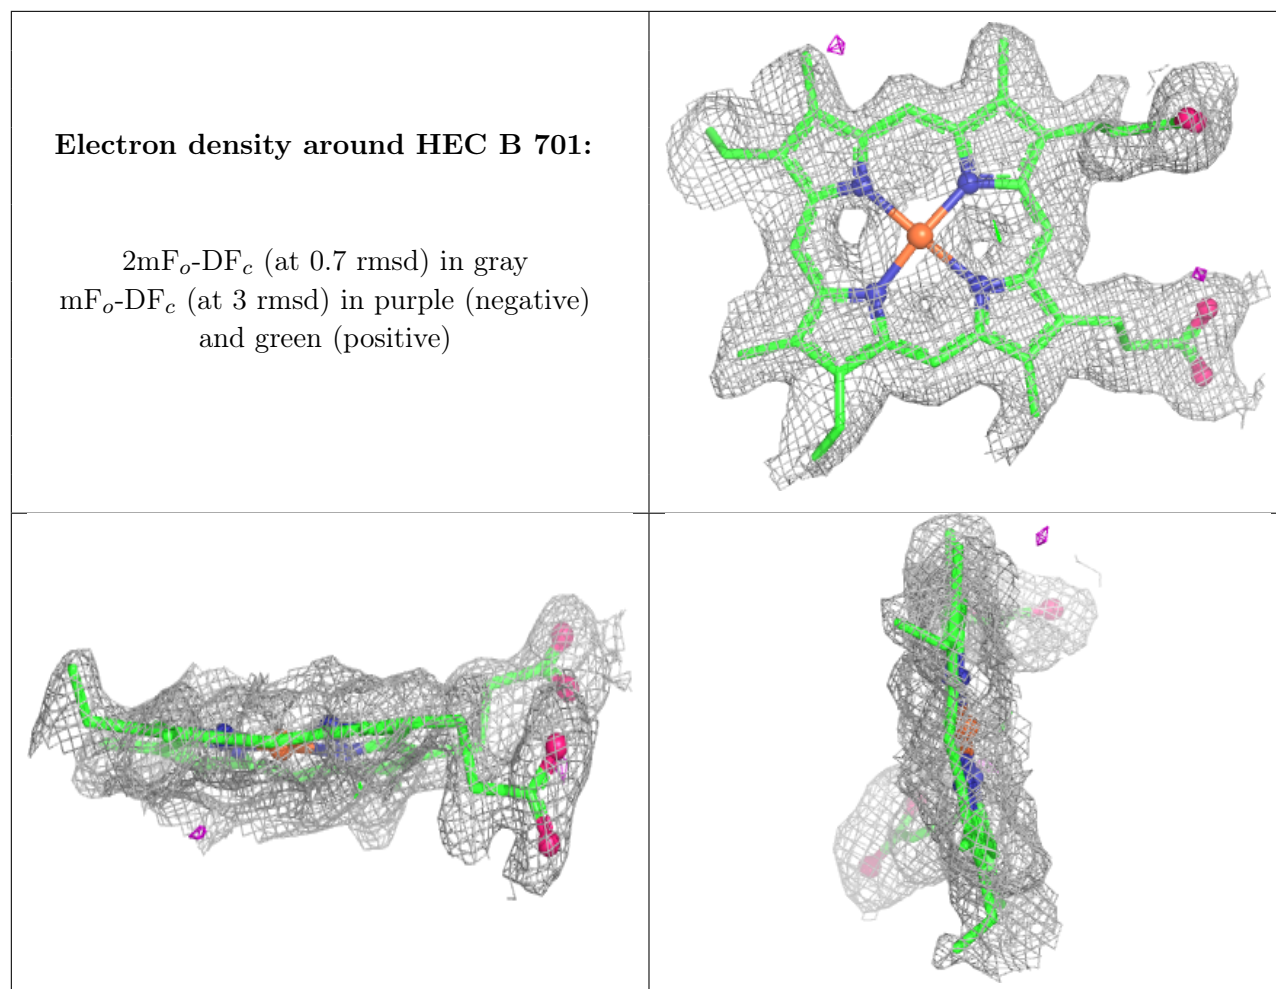 Electron density around HEC B 701:
2mFo-DFc (at 0.7 rmsd) in gray
mFo-DFc (at 3 rmsd) in purple (negative)
and green (positive)